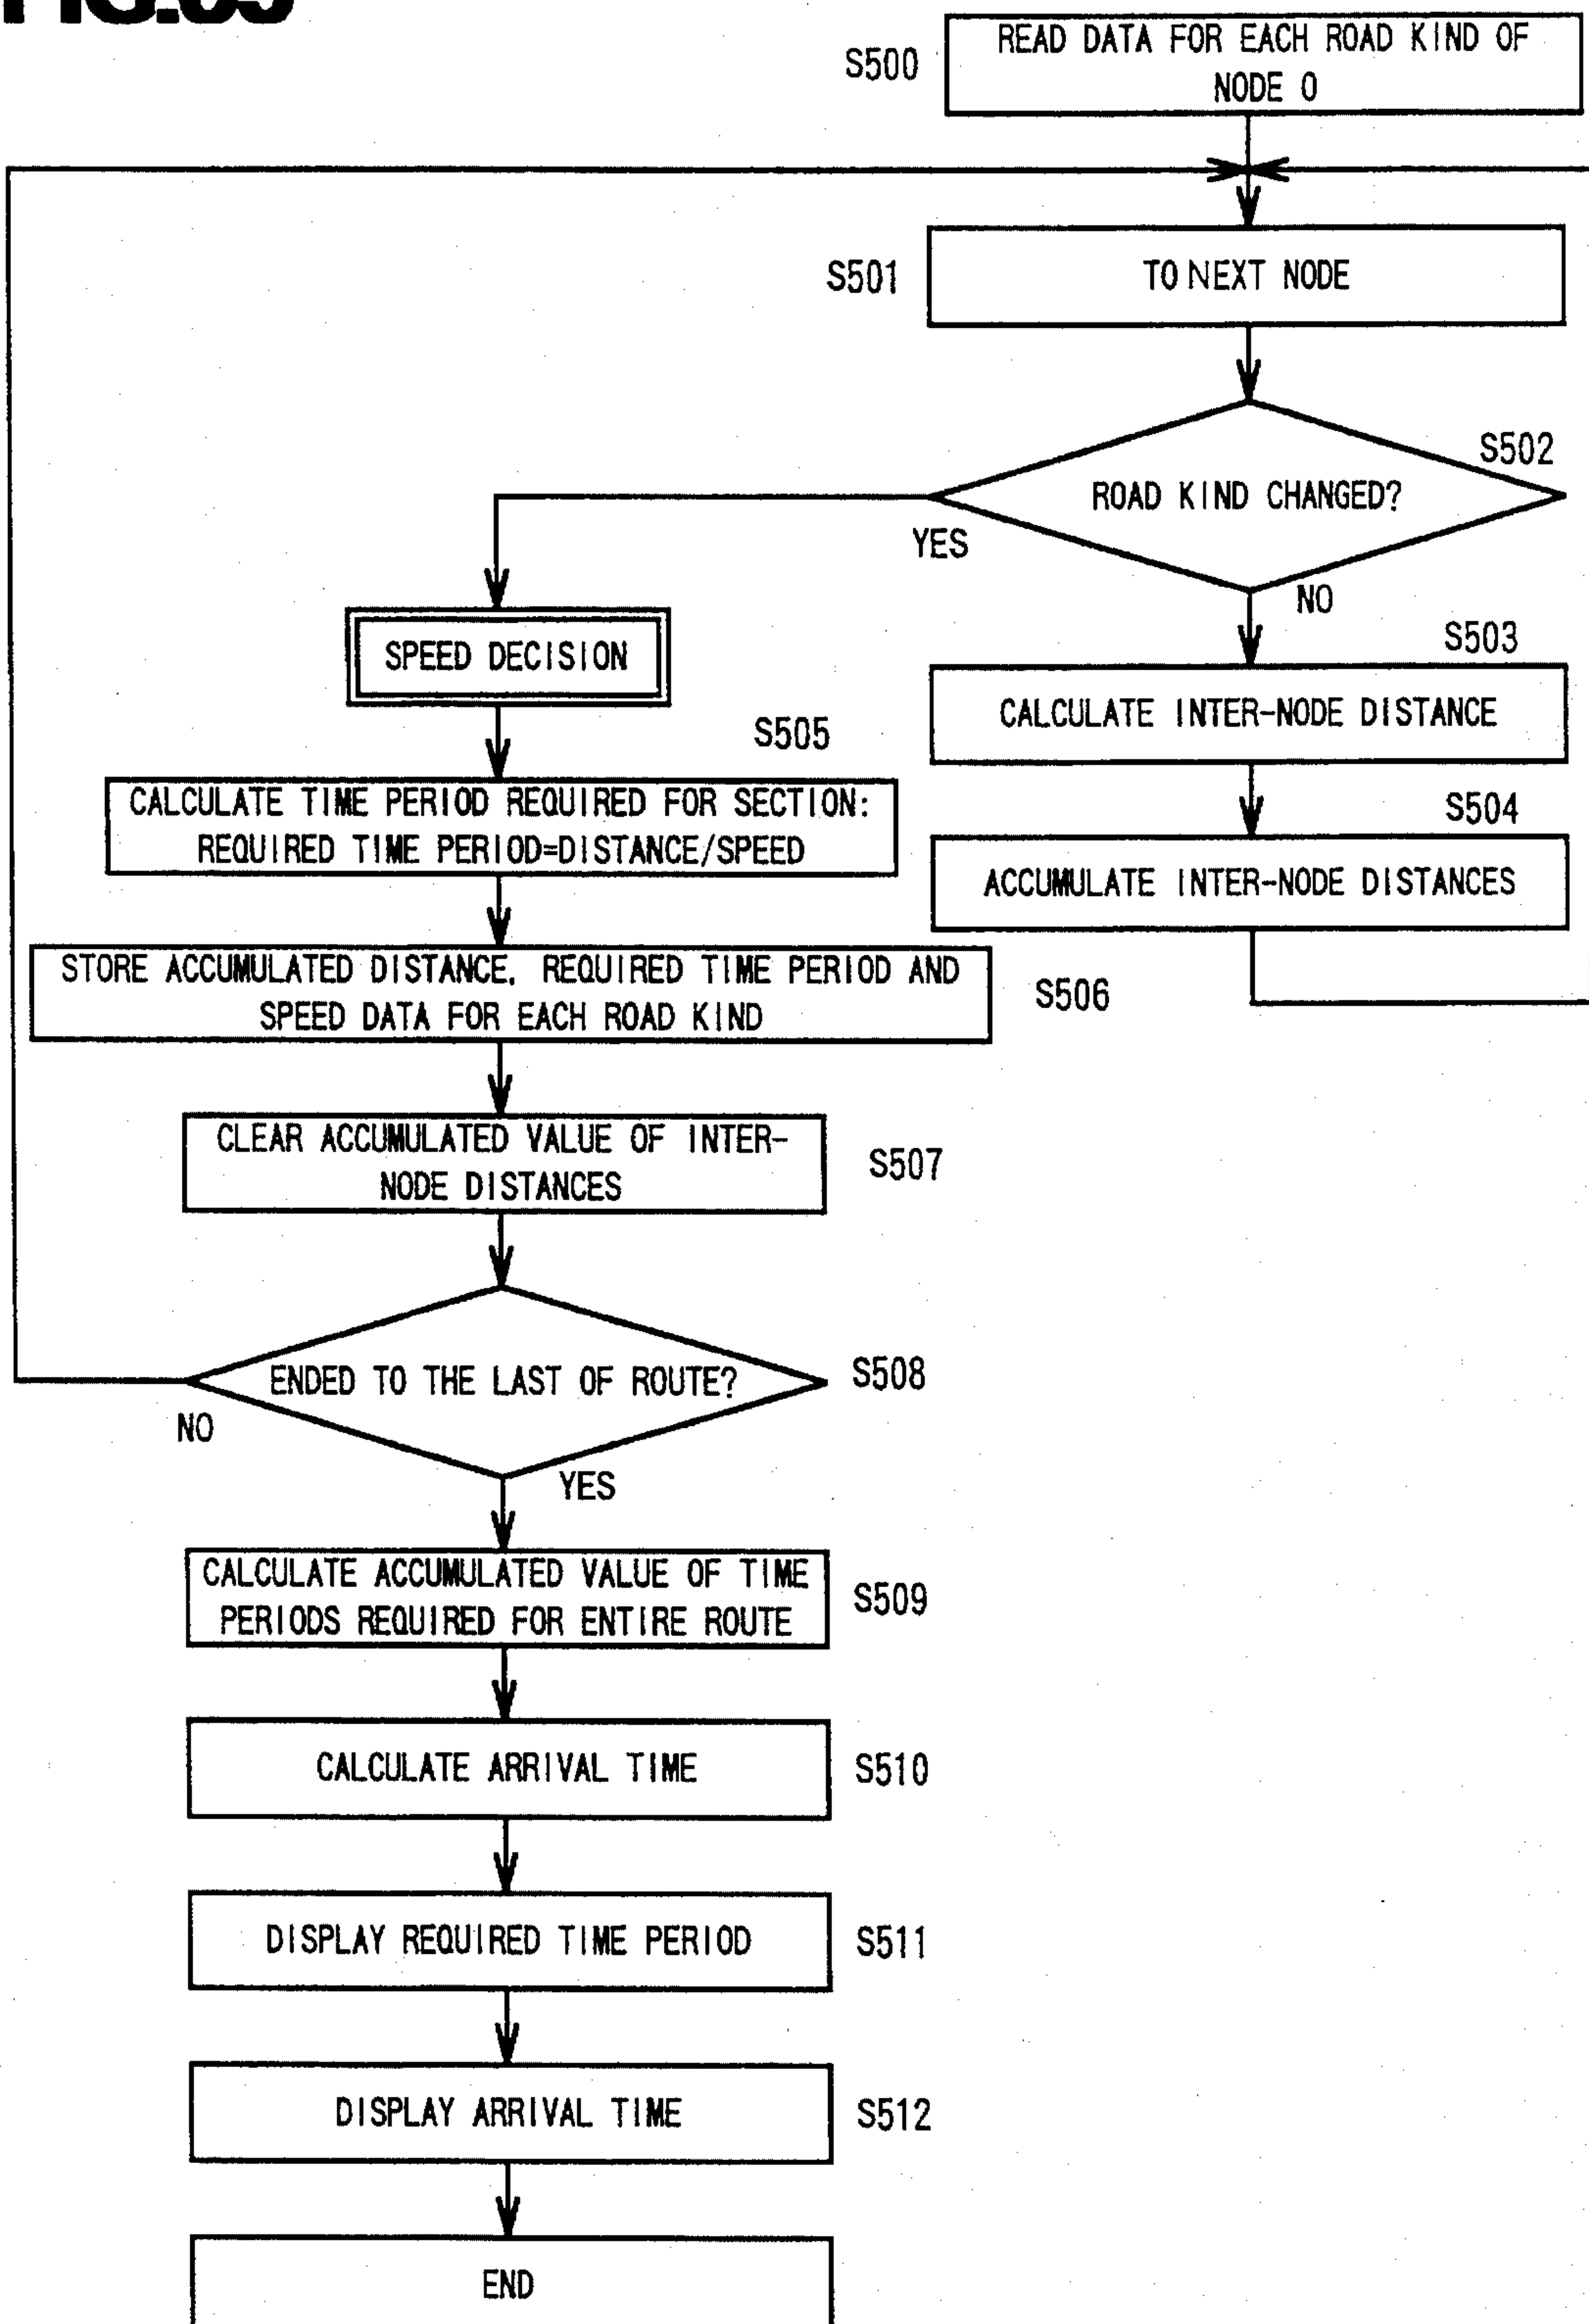 S500
READ DATA FOR EACH ROAD KIND OF
NODE 0
S501
TO NEXT NODE
S502
ROAD KIND CHANGED?
YES
NO
SPEED DECISION
S503
CALCULATE INTER-NODE DISTANCE
S505
CALCULATE TIME PERIOD REQUIRED FOR SECTION:
REQUIRED TIME PERIOD=DISTANCE/SPEED
S504
ACCUMULATE INTER-NODE DISTANCES
STORE ACCUMULATED DISTANCE, REQUIRED TIME PERIOD AND
SPEED DATA FOR EACH ROAD KIND
S506
CLEAR ACCUMULATED VALUE OF INTER-
NODE DISTANCES
S507
ENDED TO THE LAST OF ROUTE?
S508
NO
YES
CALCULATE ACCUMULATED VALUE OF TIME
PERIODS REQUIRED FOR ENTIRE ROUTE
S509
CALCULATE ARRIVAL TIME
S510
DISPLAY REQUIRED TIME PERIOD
S511
DISPLAY ARRIVAL TIME
S512
END